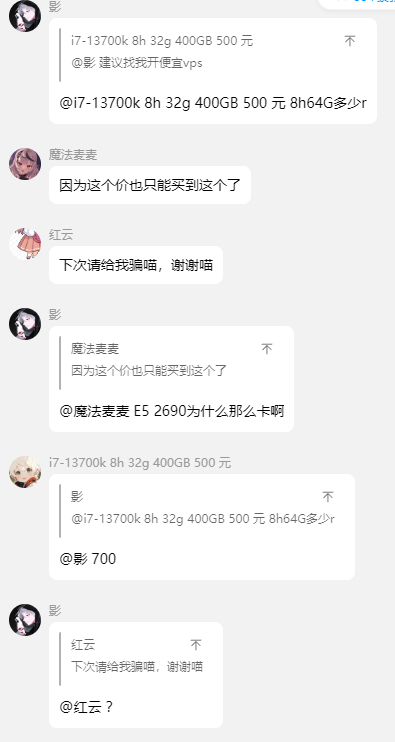 影
i7-13700k 8h 32g 400GB 500 元
@影 建议找我开便宜vps
@i7-13700k 8h 32g 400GB 500 元 8h64G多少r
魔法麦麦
因为这个价也只能买到这个了
红云
下次请给我骗喵，谢谢喵
影
魔法麦麦
因为这个价也只能买到这个了
@魔法麦麦 E5 2690为什么那么卡啊
i7-13700k 8h 32g 400GB 500 元
影
@i7-13700k 8h 32g 400GB 500 元 8h64G多少r
@影 700
影
红云
下次请给我骗喵，谢谢喵
@红云？